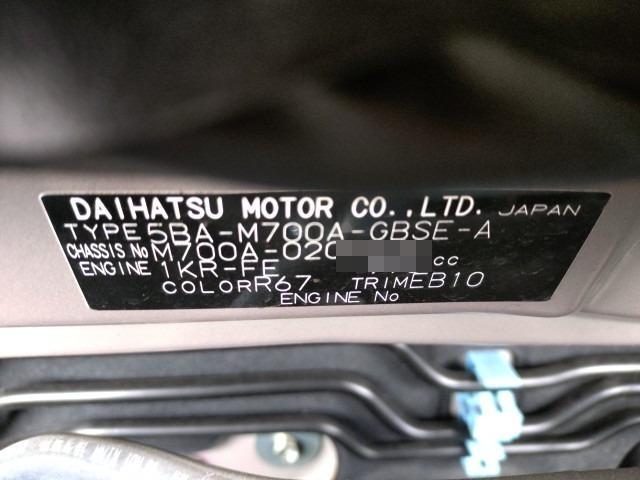 DAIHATSU MOTOR CO.,LTD. JAPAN
TYPE 5BA-M700A-GBSE-A
CHASSIS No M700A-020
ENGINE 1KR-FE cc
COLOR R67 TRIM EB10
ENGINE No